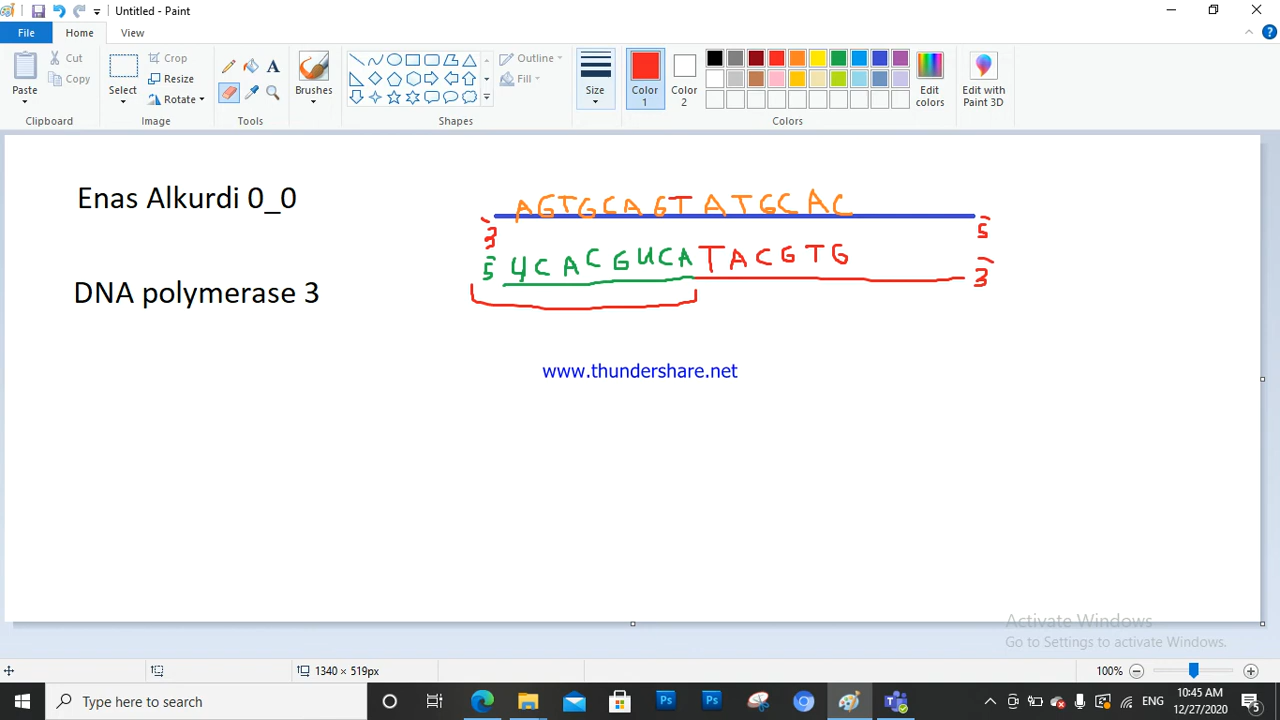 Untitled - Paint
File Home View
Paste Cut Copy Clipboard
Select Crop Resize Rotate Image
A Tools
Brushes
Outline Fill Shapes
Size
Color 1 Color 2 Colors
Edit colors
Edit with Paint 3D
Enas Alkurdi 0_0
AGTGCAGTATGCAC
3 5
5 UCACGUCATACGTG 3
DNA polymerase 3
www.thundershare.net
Activate Windows
Go to Settings to activate Windows.
1340 × 519px 100%
Type here to search
Ps Ps
ENG
10:45 AM
12/27/2020
5